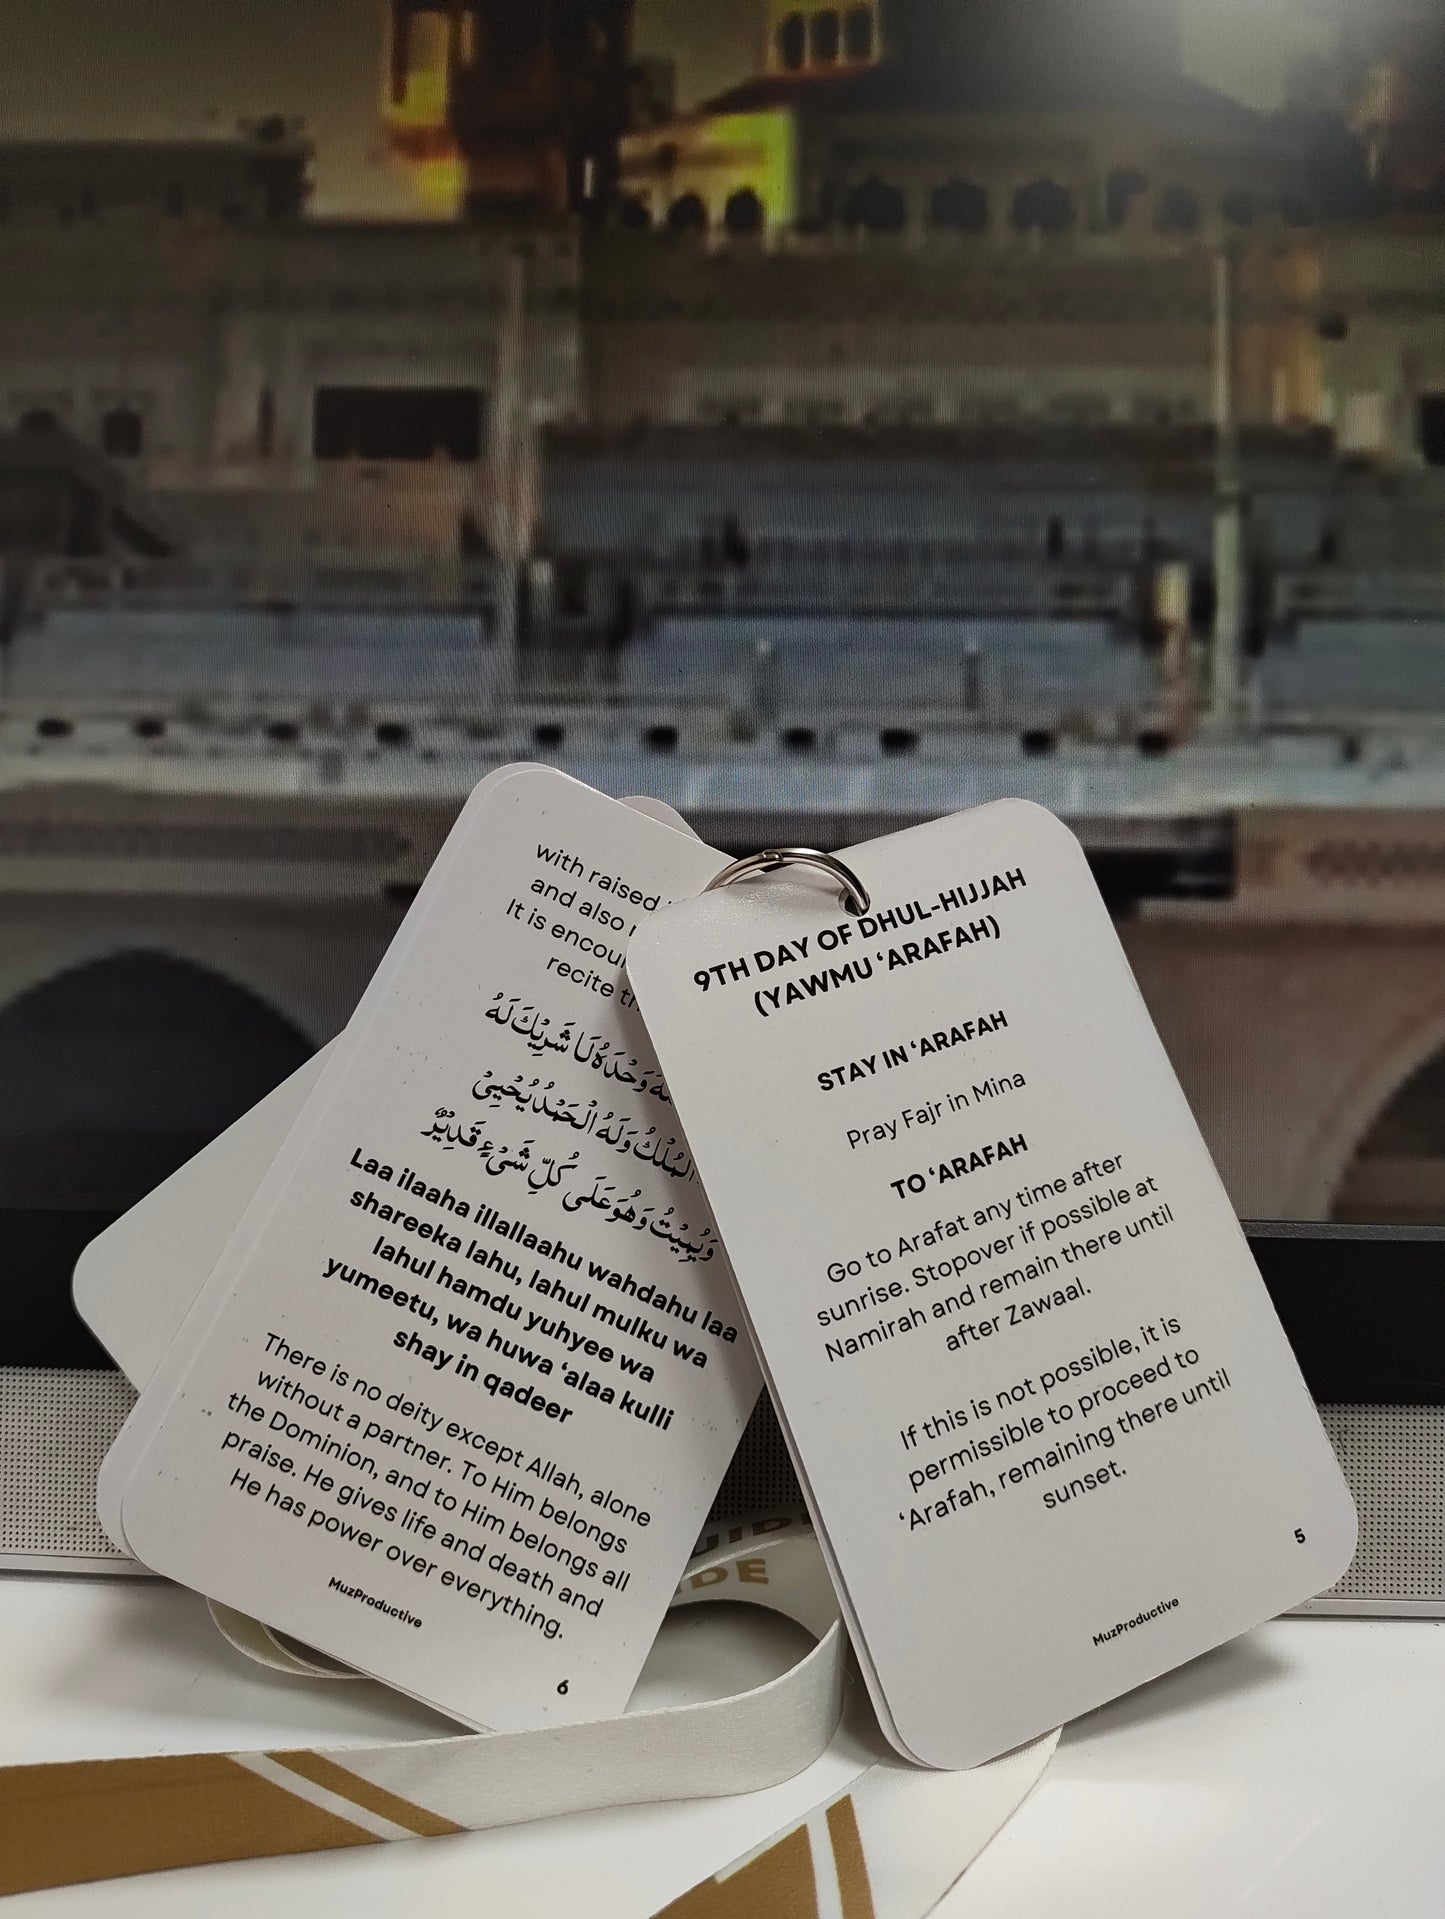 with raised
and also
It is
recite
وَحْدَهُ لَا شَرِيْكَ لَهُ
الْمُلْكُ وَلَهُ الْحَمْدُ يُحْيِيْ
وَيُمِيْتُ وَهُوَ عَلَى كُلِّ شَيْءٍ قَدِيْرٌ
Laa ilaaha illallaahu wahdahu laa
shareeka lahu, lahul mulku wa
lahul hamdu yuhyee wa
yumeetu, wa huwa ‘alaa kulli
shay in qadeer
There is no deity except Allah, alone
without a partner. To Him belongs
the Dominion, and to Him belongs all
praise. He gives life and death and
He has power over everything.
MuzProductive
6
9TH DAY OF DHUL-HIJJAH
(YAWMU ‘ARAFAH)
STAY IN ‘ARAFAH
Pray Fajr in Mina
TO ‘ARAFAH
Go to Arafat any time after
sunrise. Stopover if possible at
Namirah and remain there until
after Zawaal.
If this is not possible, it is
permissible to proceed to
‘Arafah, remaining there until
sunset.
5
MuzProductive